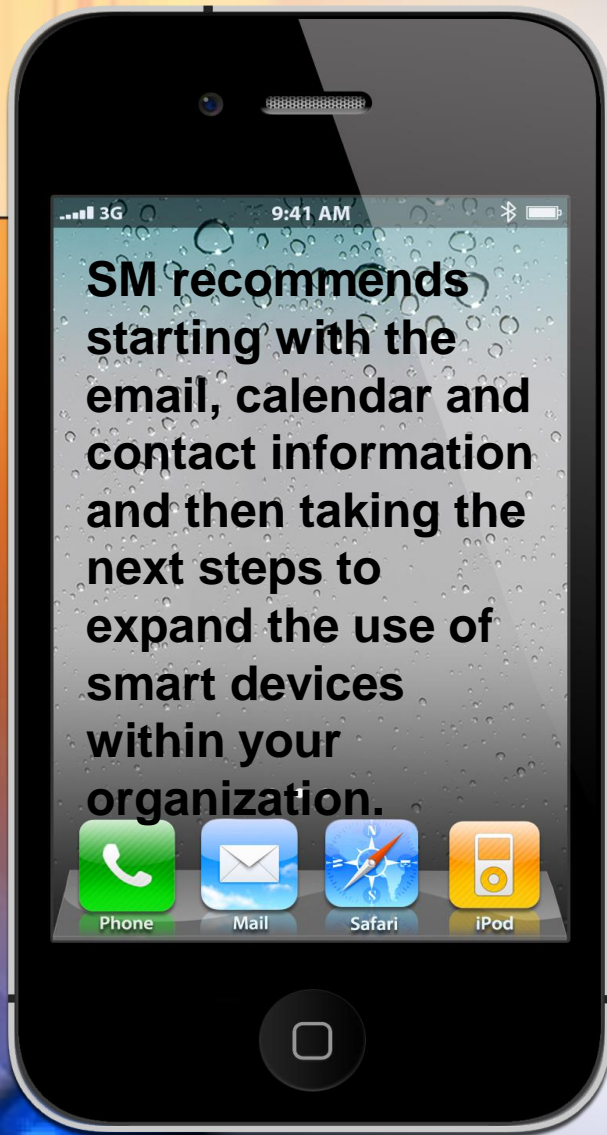 3G 9:41 AM
SM recommends
starting with the
email, calendar and
contact information
and then taking the
next steps to
expand the use of
smart devices
within your
organization.
Phone Mail Safari iPod